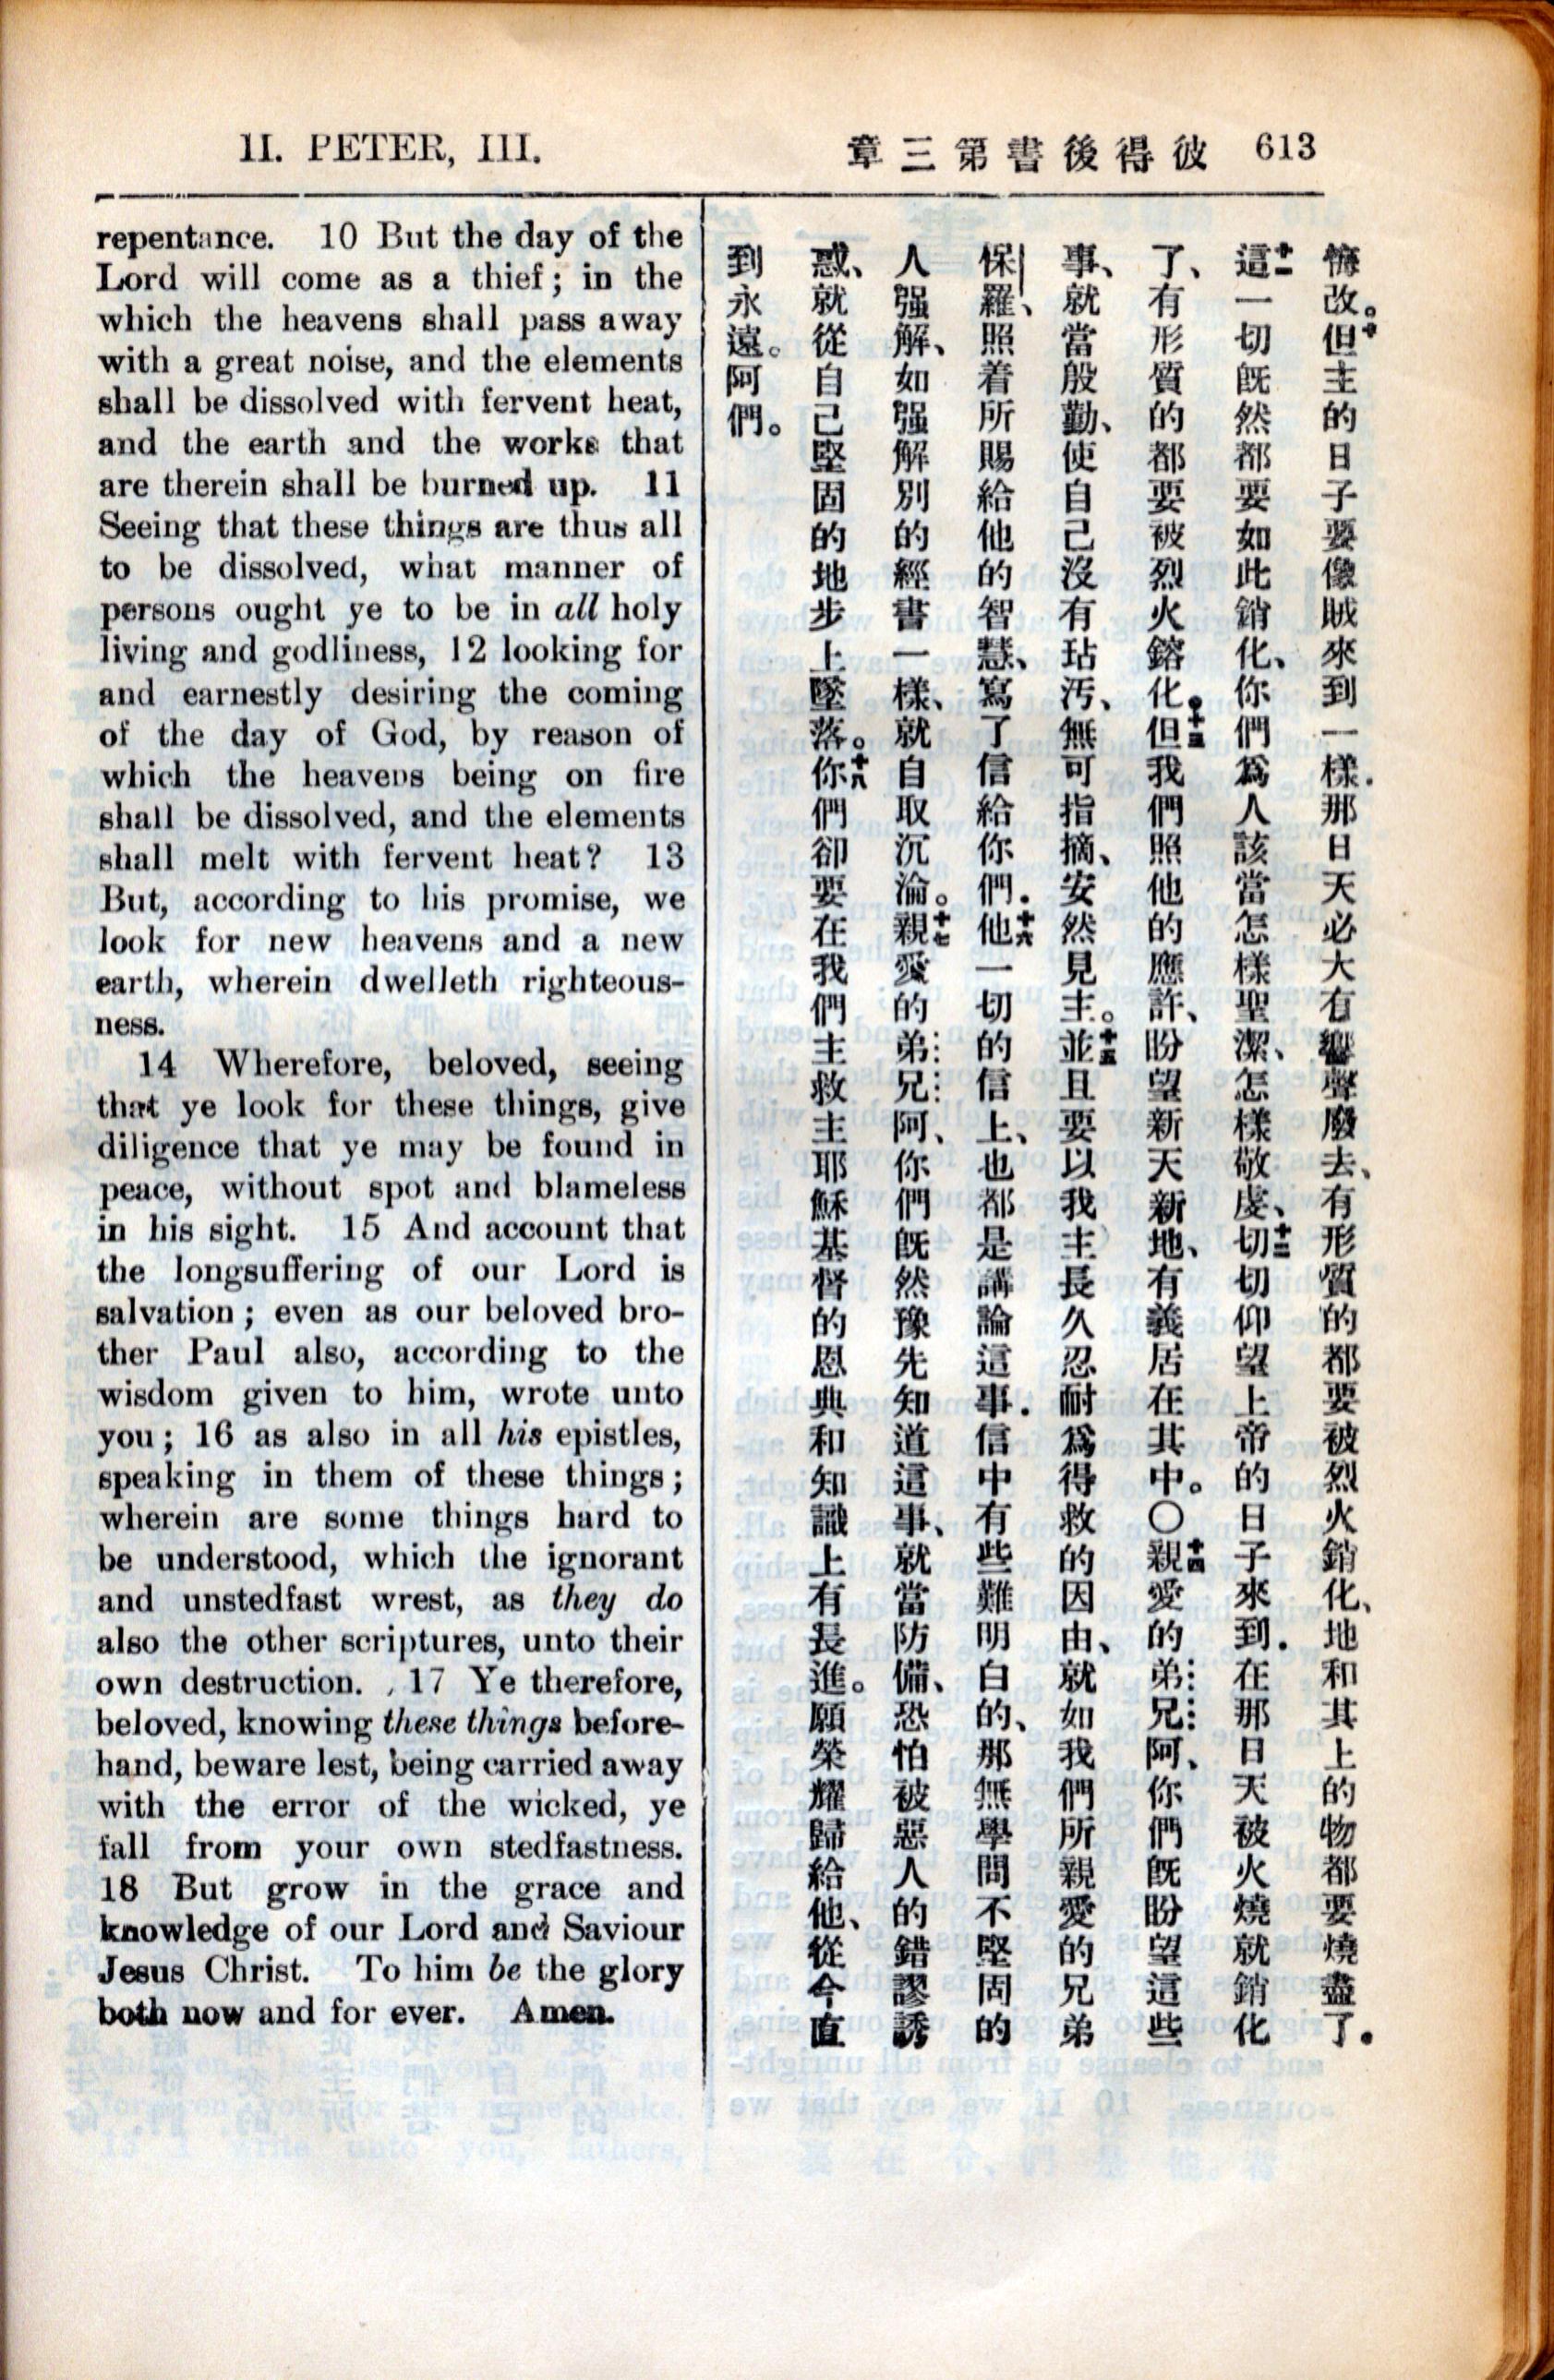 II. PETER, III.
彼得後書第三章 613
repentance. 10 But the day of the
Lord will come as a thief; in the
which the heavens shall pass away
with a great noise, and the elements
shall be dissolved with fervent heat,
and the earth and the works that
are therein shall be burned up. 11
Seeing that these things are thus all
to be dissolved, what manner of
persons ought ye to be in all holy
living and godliness, 12 looking for
and earnestly desiring the coming
of the day of God, by reason of
which the heavens being on fire
shall be dissolved, and the elements
shall melt with fervent heat? 13
But, according to his promise, we
look for new heavens and a new
earth, wherein dwelleth righteous-
ness.
14 Wherefore, beloved, seeing
that ye look for these things, give
diligence that ye may be found in
peace, without spot and blameless
in his sight. 15 And account that
the longsuffering of our Lord is
salvation; even as our beloved bro-
ther Paul also, according to the
wisdom given to him, wrote unto
you; 16 as also in all his epistles,
speaking in them of these things;
wherein are some things hard to
be understood, which the ignorant
and unstedfast wrest, as they do
also the other scriptures, unto their
own destruction. 17 Ye therefore,
beloved, knowing these things before-
hand, beware lest, being carried away
with the error of the wicked, ye
fall from your own stedfastness.
18 But grow in the grace and
knowledge of our Lord and Saviour
Jesus Christ. To him be the glory
both now and for ever. Amen.
悔改。十但主的日子要像賊來到一樣．那日天必大有響聲廢去、有形質的都要被烈火銷化、地和其上的物都要燒盡了。
十一這一切既然都要如此銷化、你們爲人該當怎樣聖潔、怎樣敬虔、十二切切仰望上帝的日子來到．在那日天被火燒就銷化
了、有形質的都要被烈火鎔化。十三但我們照他的應許、盼望新天新地、有義居在其中。〇十四親愛的弟兄阿、你們既盼望這些
事、就當殷勤、使自己沒有玷汚、無可指摘、安然見主。十五並且要以我主長久忍耐爲得救的因由、就如我們所親愛的兄弟
保羅、照着所賜給他的智慧、寫了信給你們．十六他一切的信上、也都是講論這事．信中有些難明白的、那無學問不堅固的
人强解、如强解別的經書一樣、就自取沉淪。十七親愛的弟兄阿、你們既然豫先知道這事、就當防備、恐怕被惡人的錯謬誘
惑、就從自己堅固的地步上墜落。十八你們卻要在我們主救主耶穌基督的恩典和知識上有長進。願榮耀歸給他、從今直
到永遠。阿們。